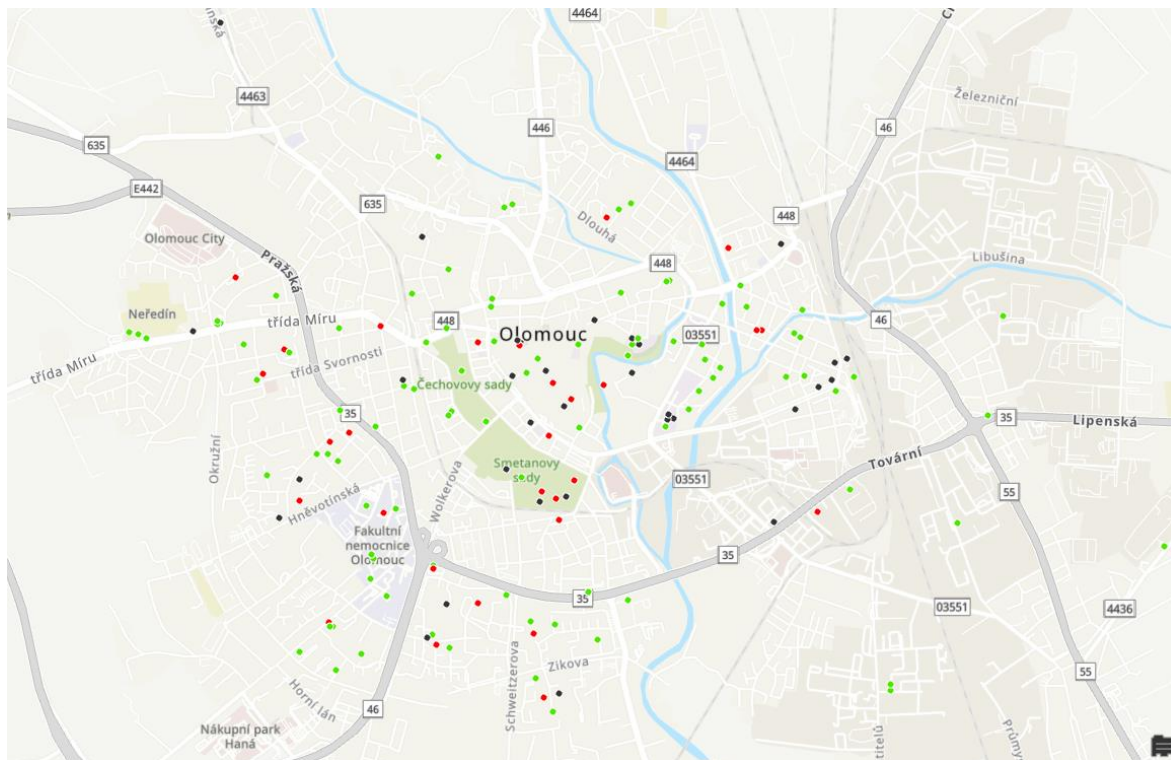 4464
4463
446
46
Železniční
635
4464
E442
635
Dlouhá
448
Olomouc City
Pražská
448
Libušina
Neředín
třída Míru
448
Olomouc
03551
46
třída Míru
třída Svornosti
Čechovovy sady
35
35
Lipenská
Okružní
Wolkerova
Smetanovy
sady
03551
Tovární
55
Hněvotínská
Fakultní
nemocnice
Olomouc
35
35
03551
4436
Schweitzerova
Zikova
55
Horní lán
46
Nákupní park
Haná
titelů